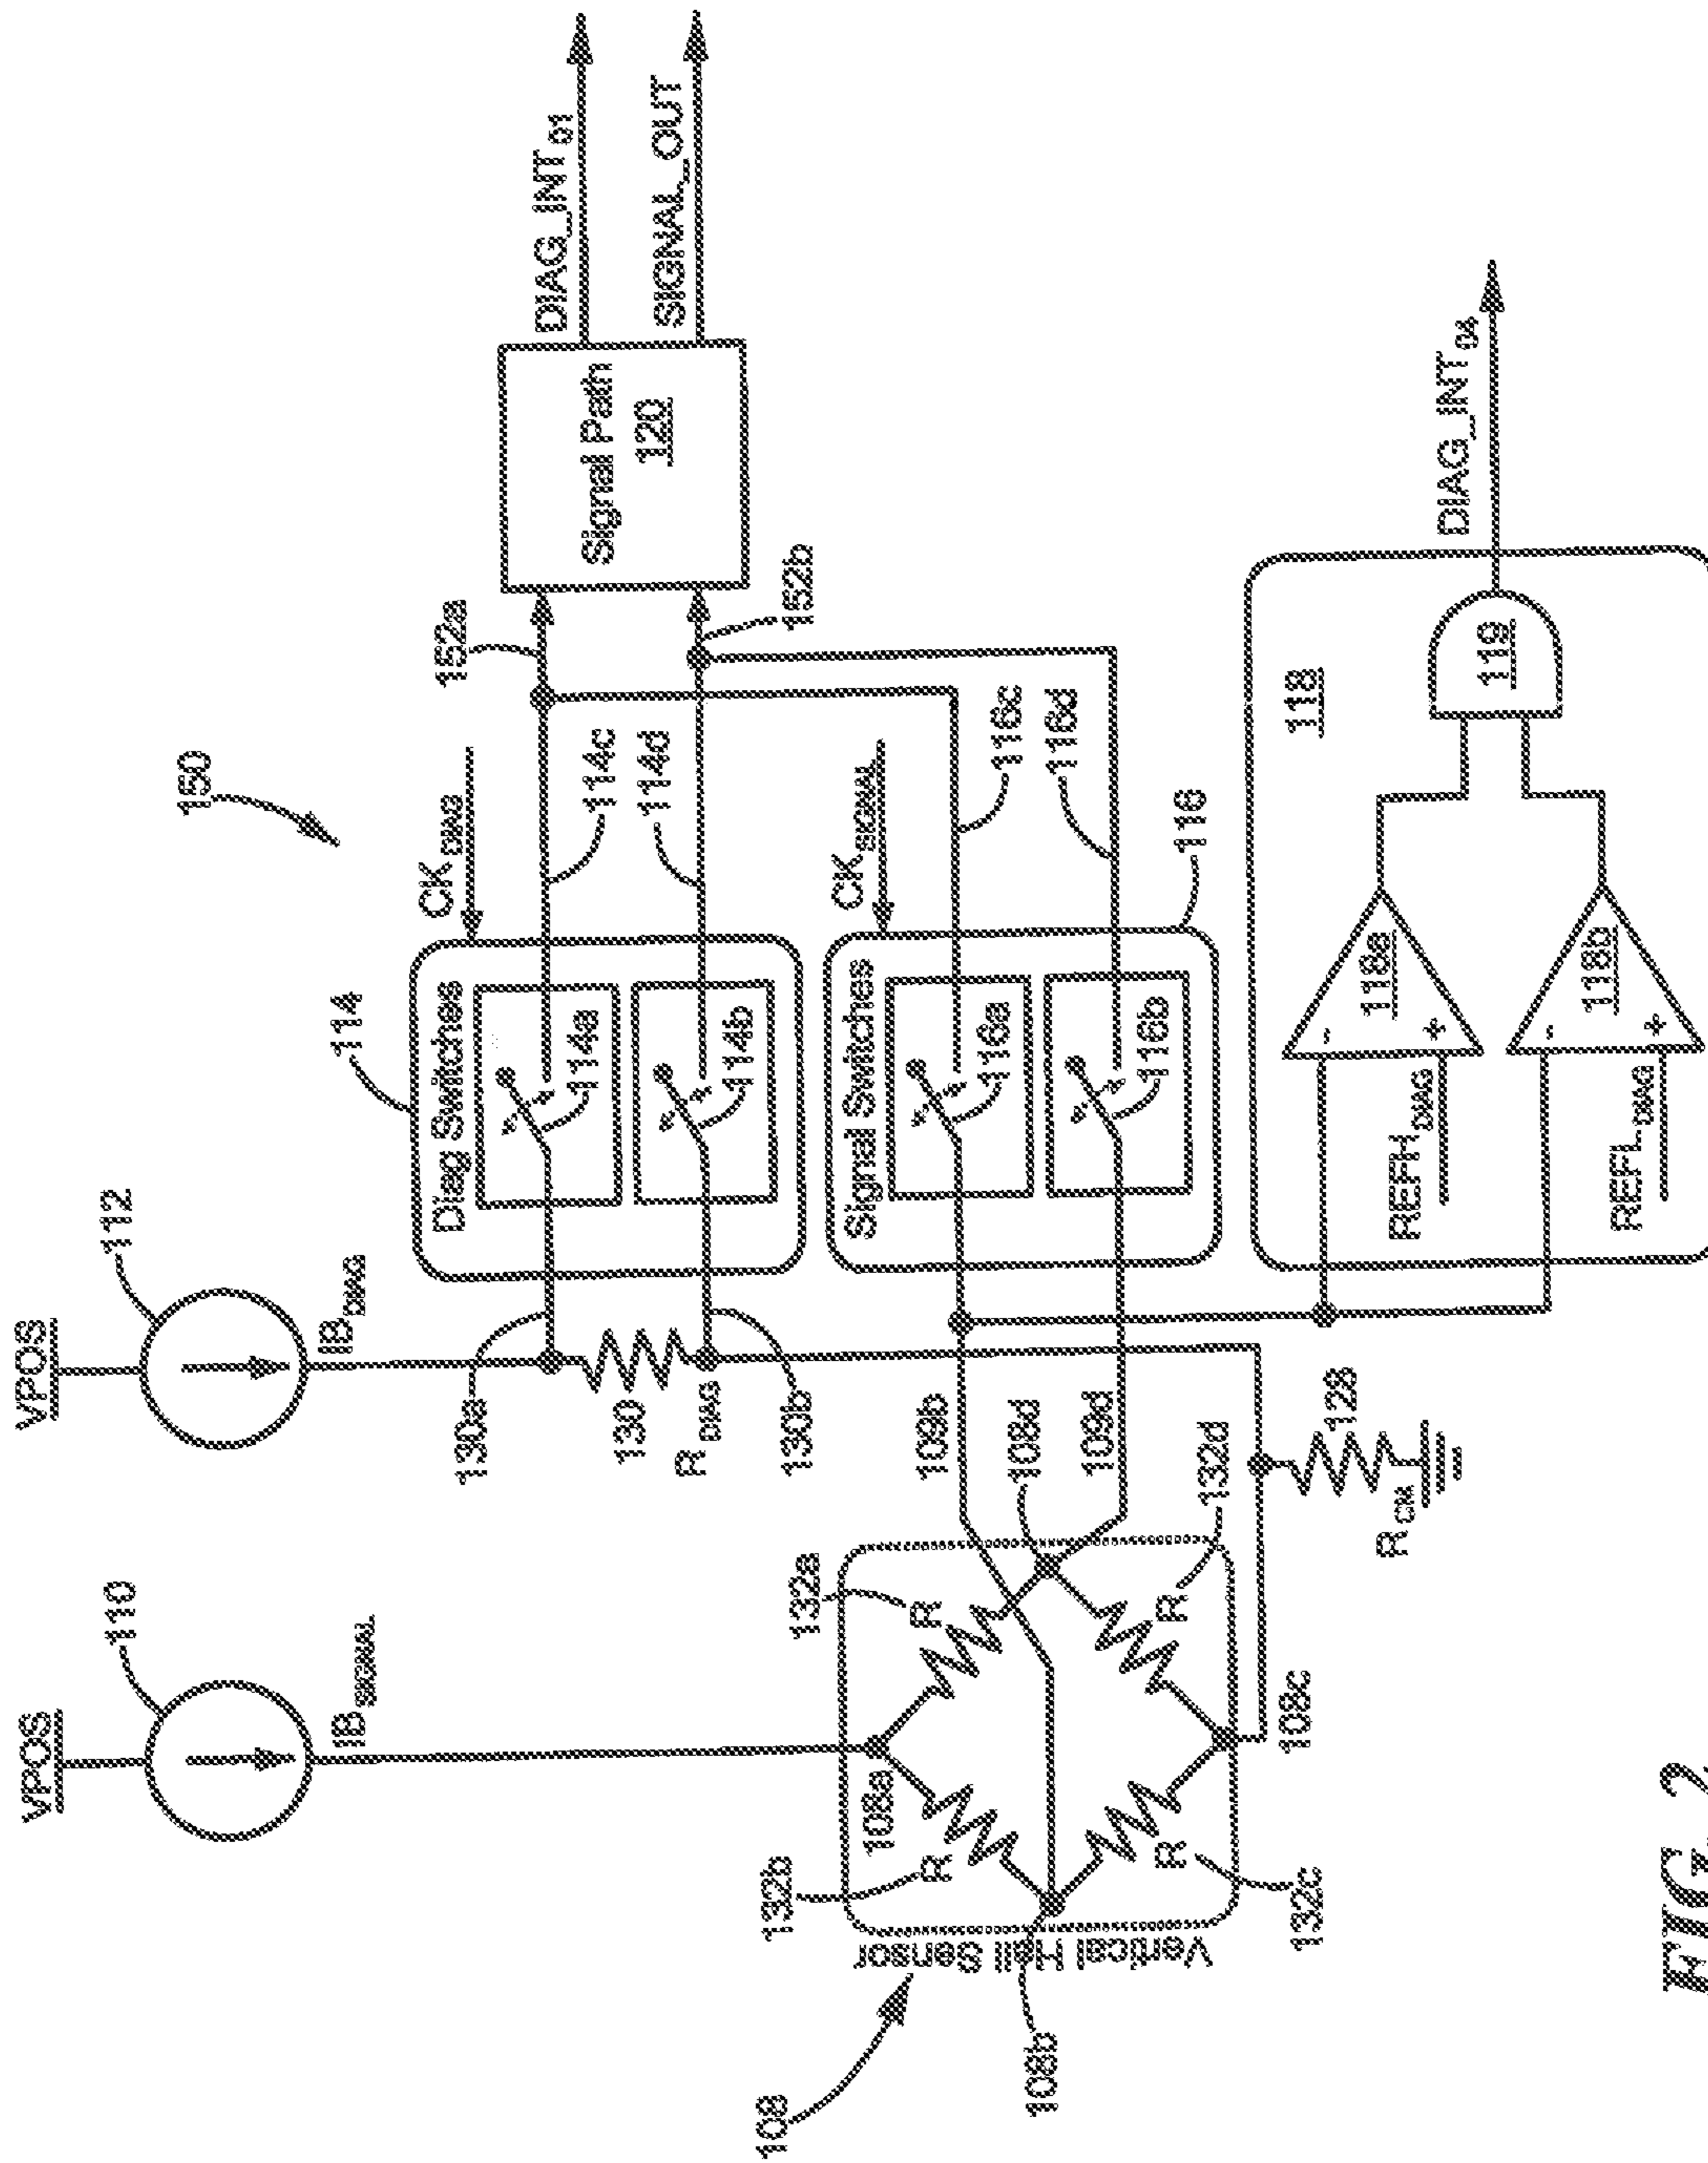 150
VPOS
112
IB DIAG
VPOS
110
IB SIGNAL
114
Diag Switches
CK DIAG
114a
114b
114c
114d
130a
130
R DIAG
130b
152a
152b
Signal Path
120
DIAG_INT 01
SIGNAL_OUT
Signal Switches
CK SIGNAL
116a
116b
116c
116d
116
109b
108d
109d
132a
R
132d
R
132b
R
132c
R
108a
108b
108c
108
Vertical Hall Sensor
R CM
128
118
118a
-
+
REFH DIAG
118b
-
+
REFL DIAG
119
DIAG_INT 04
FIG. 2